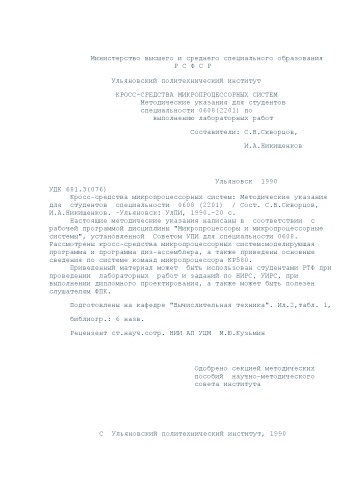 Министерство высшего и среднего специального образования
Р С Ф С Р
Ульяновский политехнический институт
КРОСС-СРЕДСТВА МИКРОПРОЦЕССОРНЫХ СИСТЕМ
Методические указания для студентов
специальности 0608(2201) по
выполнению лабораторных работ
Составители: С.В.Скворцов,
И.А.Никишенков
Ульяновск 1990
УДК 681.3(076)
Кросс-средства микропроцессорных систем: Методические указания
для студентов специальности 0608 (2201) / Сост. С.В.Скворцов,
И.А.Никишенков. -Ульяновск: УлПИ, 1990.-20 с.
Настоящие методические указания написаны в соответствии с
рабочей программой дисциплины "Микропроцессоры и микропроцессорные
системы", установленной Советом УПИ для специальности 0608.
Рассмотрены кросс-средства микропроцессорных систем:моделирующая
программа и программа диз-ассемблера, а также приведены основные
сведения по системе команд микропроцессора КР580.
Приведенный материал может быть использован студентами РТФ при
проведении лабораторных работ и заданий по НИРС, УИРС, при
выполнении дипломного проектирования, а также может быть полезен
слушателям ФПК.
Подготовлены на кафедре "Вычислительная техника". Ил.2,табл. 1,
библиогр.: 6 назв.
Рецензент ст.науч.сотр. НИИ АП УЦМ М.Ю.Кузьмин
Одобрено секцией методических
пособий научно-методического
совета института
С Ульяновский политехнический институт, 1990